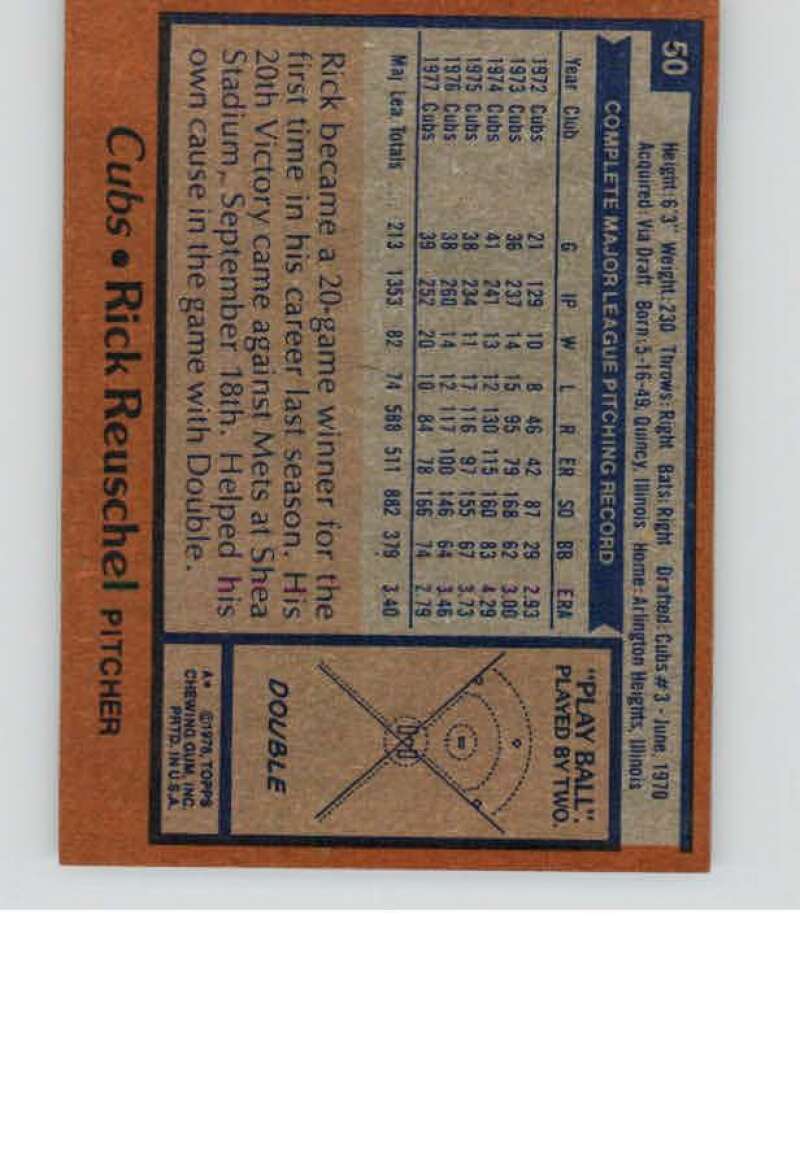 50
Height: 6'3" Weight: 230 Throws: Right Bats: Right Drafted: Cubs #3 - June, 1970
Acquired: Via Draft Born: 5-16-49, Quincy, Illinois Home: Arlington Heights, Illinois
COMPLETE MAJOR LEAGUE PITCHING RECORD
Year Club G IP W L R ER SO BB ERA
1972 Cubs 21 129 10 8 46 42 87 29 2.93
1973 Cubs 36 237 14 15 95 79 168 62 3.00
1974 Cubs 41 241 13 12 130 115 160 83 4.29
1975 Cubs 38 234 11 17 116 97 155 67 3.73
1976 Cubs 38 260 14 12 117 100 146 64 3.46
1977 Cubs 39 252 20 10 84 78 166 74 2.79
Maj. Lea. Totals ... 213 1353 82 74 588 511 882 379 3.40
Rick became a 20-game winner for the
first time in his career last season. His
20th Victory came against Mets at Shea
Stadium, September 18th. Helped his
own cause in the game with Double.
"PLAY BALL":
PLAYED BY TWO.
DOUBLE
A* ©1978 TOPPS
CHEWING GUM, INC.
PRTD. IN U.S.A.
Cubs • Rick Reuschel PITCHER